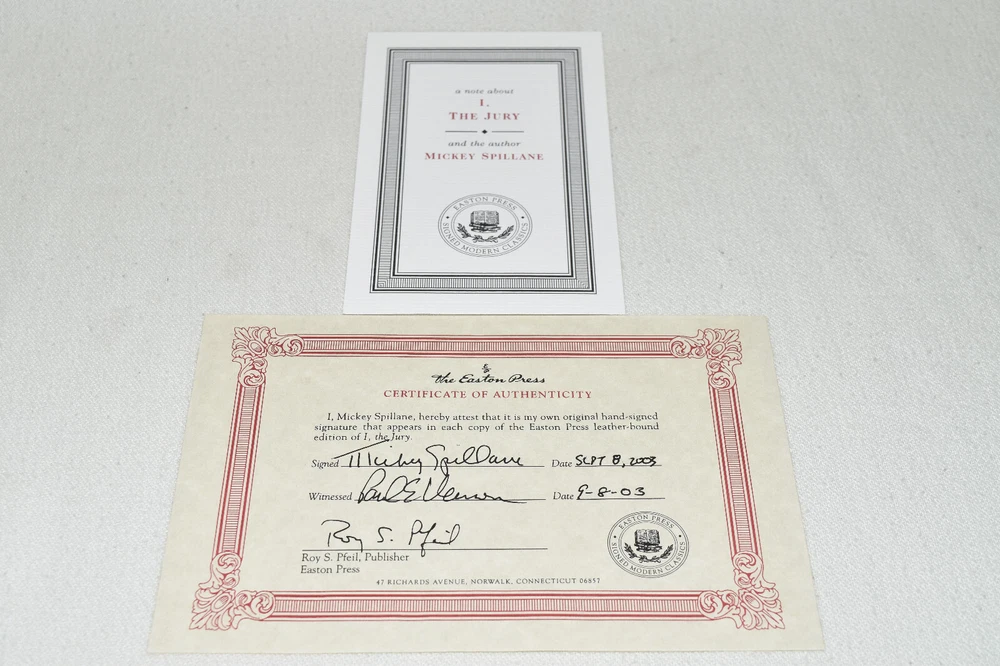 a note about
I,
THE JURY
and the author
MICKEY SPILLANE
EASTON PRESS
SIGNED MODERN CLASSICS
The Easton Press
CERTIFICATE OF AUTHENTICITY
I, Mickey Spillane, hereby attest that it is my own original hand-signed
signature that appears in each copy of the Easton Press leather-bound
edition of I, the Jury.
Signed Mickey Spillane Date SEPT 8, 2003
Witnessed Date 9-8-03
Roy S. Pfeil
Roy S. Pfeil, Publisher
Easton Press
EASTON PRESS
SIGNED MODERN CLASSICS
47 RICHARDS AVENUE, NORWALK, CONNECTICUT 06857